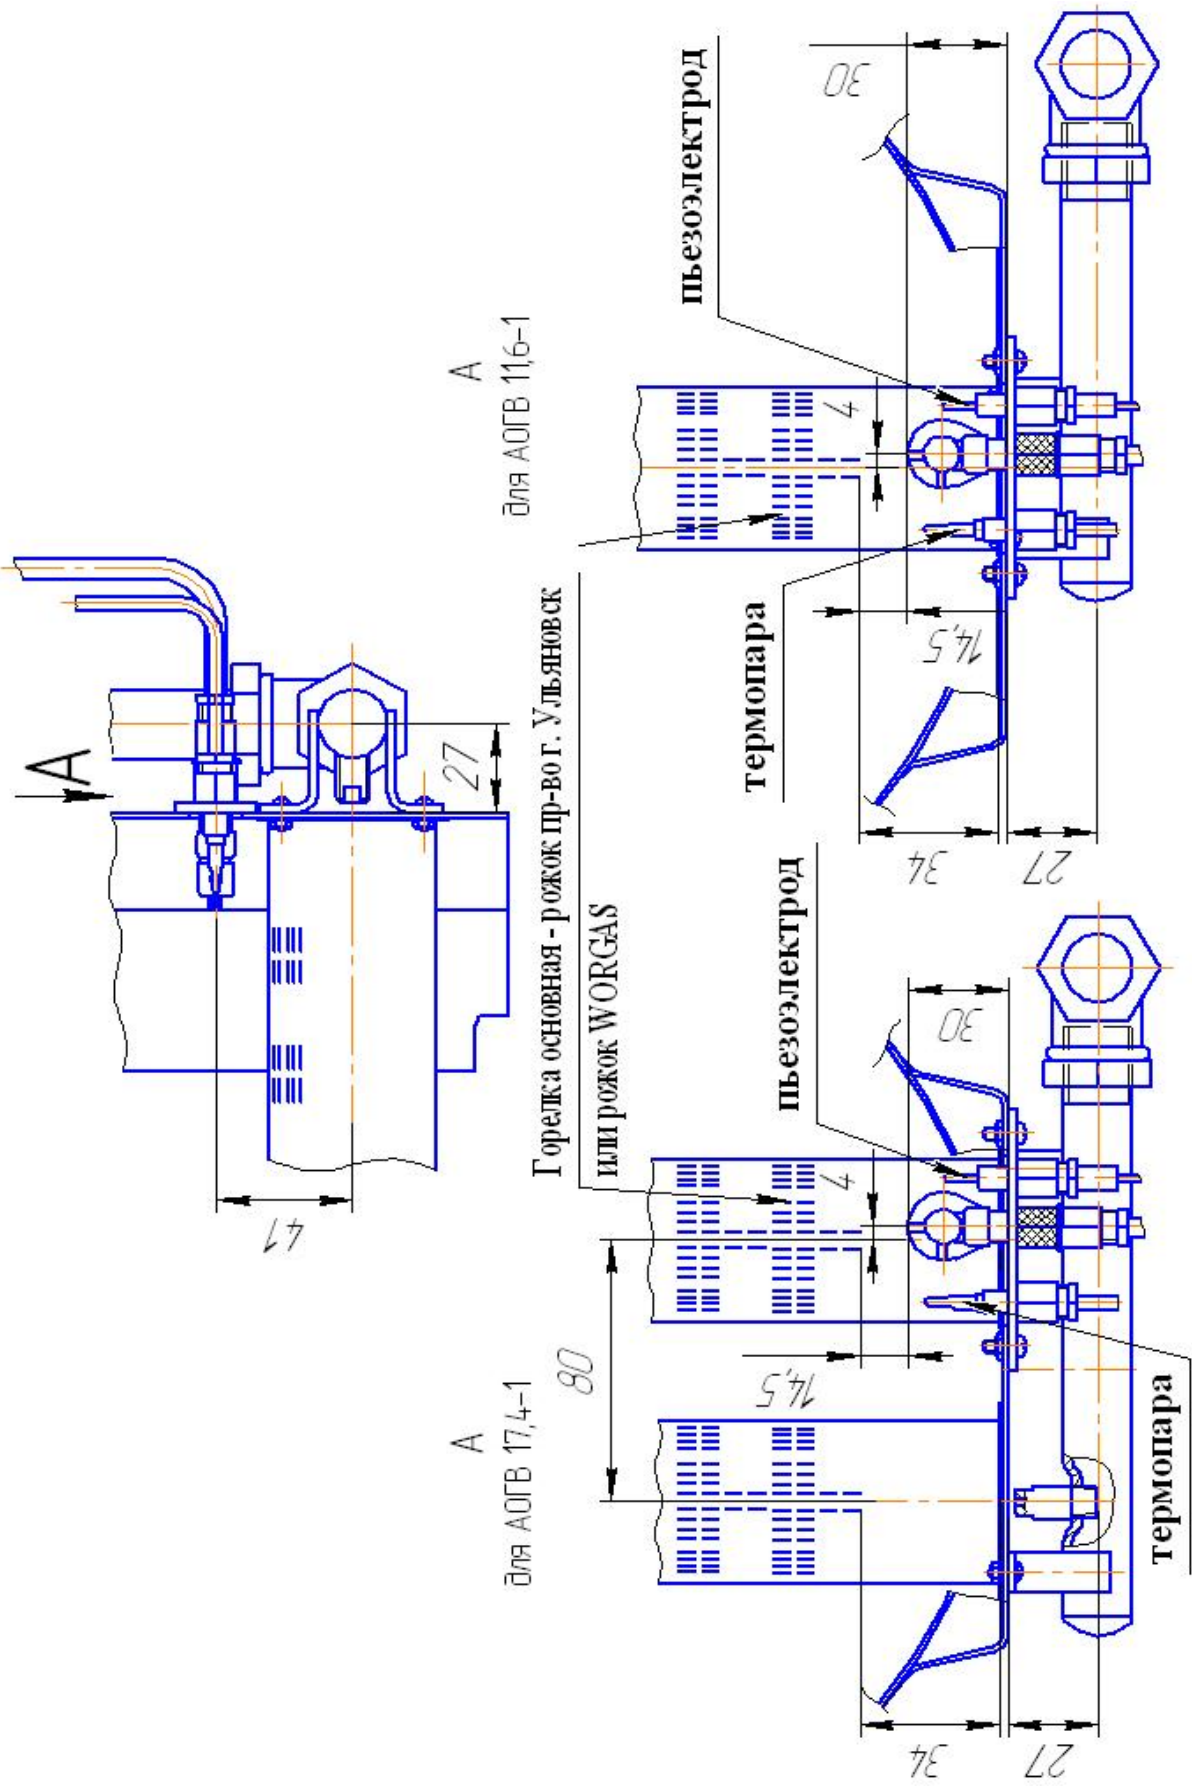 А
41
27
Горелка основная - рожок пр-во г. Ульяновск
или рожок WORGAS
А
для АОГВ 17,4-1
80
14,5
4
30
34
27
пьезоэлектрод
термопара
А
для АОГВ 11,6-1
4
14,5
30
34
27
пьезоэлектрод
термопара